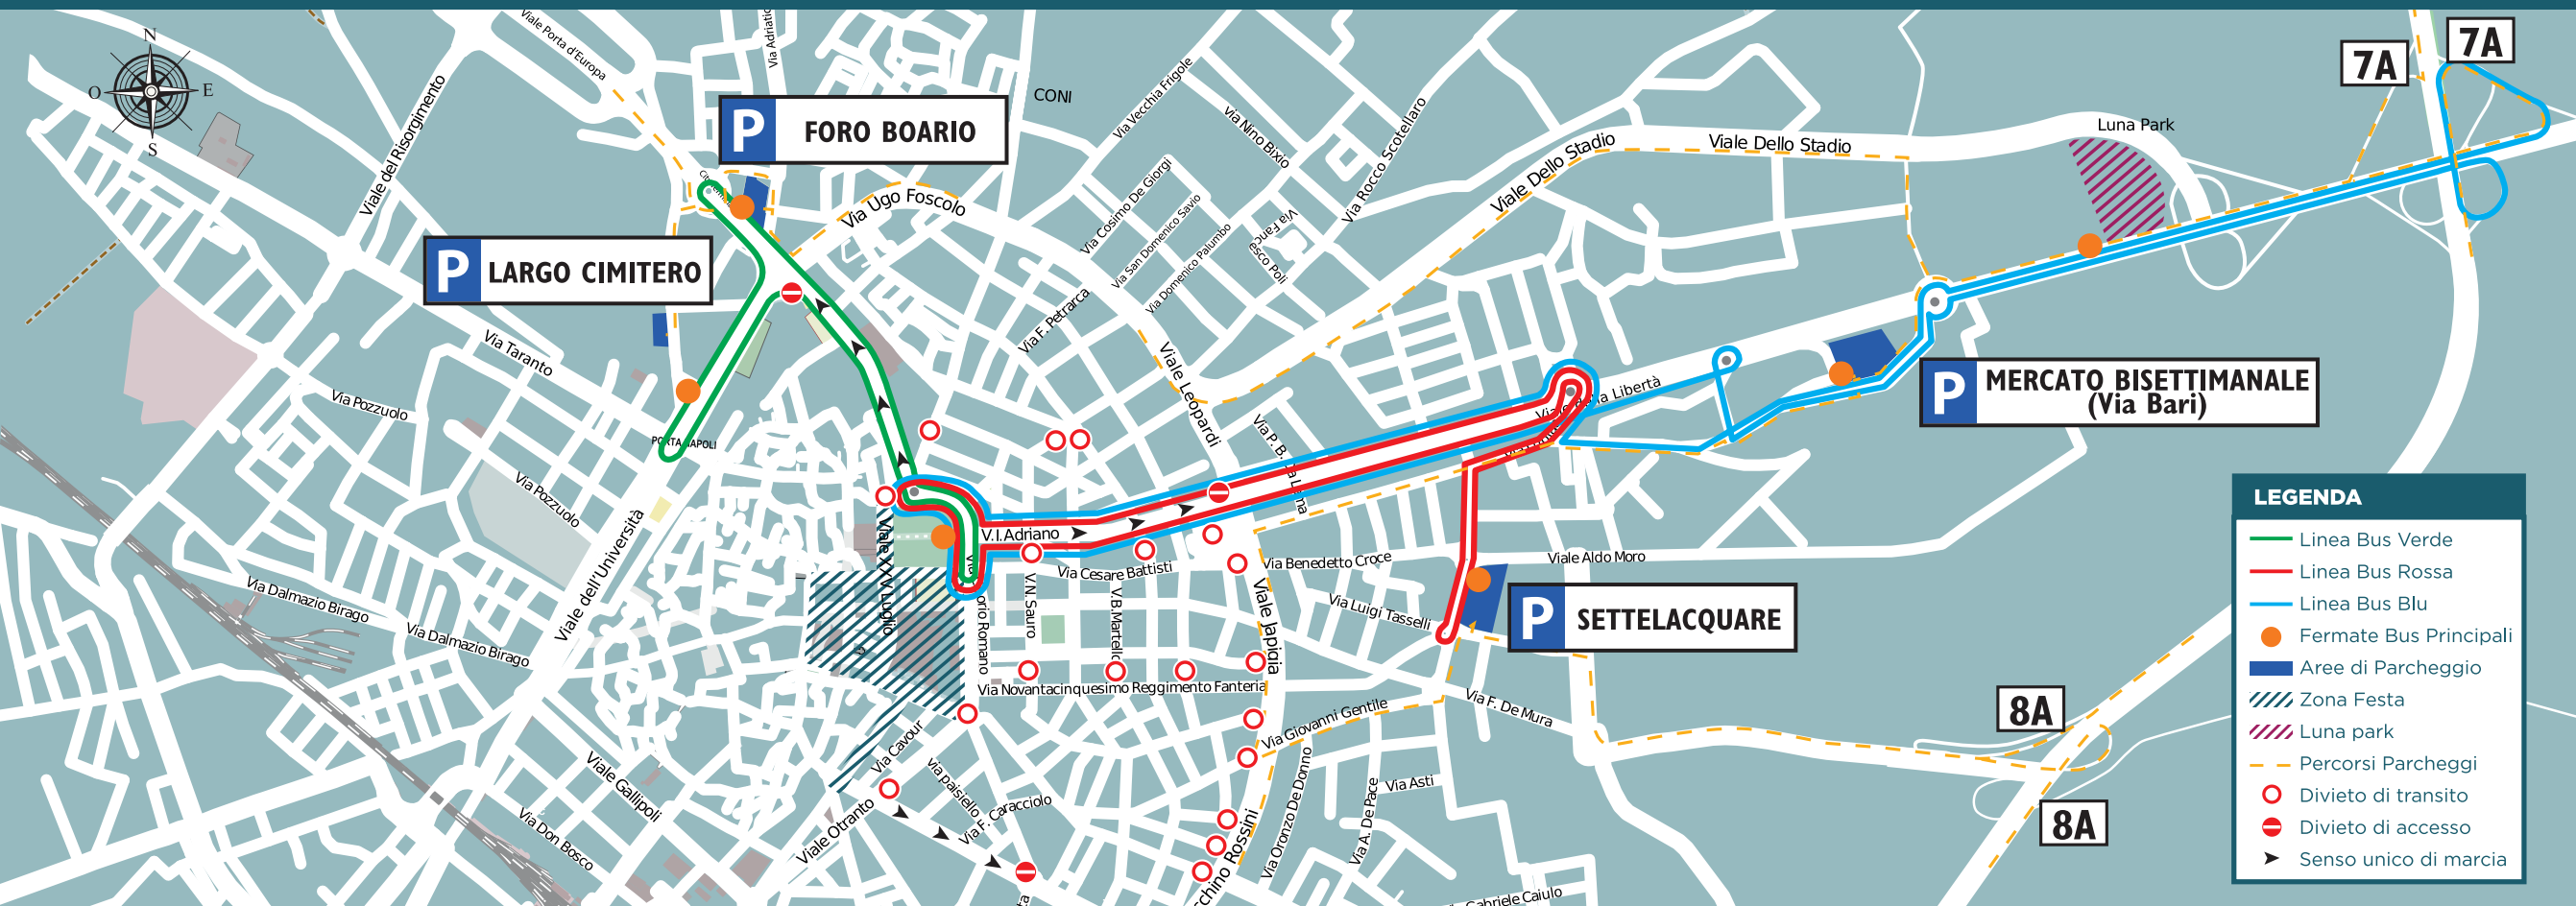 N
O
E
S
Viale Porta d'Europa
Via Adriatic
Viale del Risorgimento
P FORO BOARIO
CONI
Via Vecchia Frigole
Via Nino Bixio
Via Rocco Scotellaro
Viale Dello Stadio
Viale Dello Stadio
Luna Park
7A
7A
Via Ugo Foscolo
Via Cosimo De Giorgi
Via San Domenico Savio
Via Domenico Palumbo
Via Francesco Poli
P LARGO CIMITERO
Via F. Petrarca
Via Taranto
Viale Leopardi
Via Pozzuolo
P MERCATO BISETTIMANALE
(Via Bari)
Via Pozzuolo
V.I.Adriano
Viale XXV Luglio
Via Cesare Battisti
Via Benedetto Croce
Viale Aldo Moro
Via Luigi Tasselli
P SETTELACQUARE
V.N. Sauro
V.B.Martello
Viale Japigia
Via Dalmazio Birago
Via Dalmazio Birago
Viale dell'Università
orio Romano
Via Novantacinquesimo Reggimento Fanteria
Via Giovanni Gentile
Via F. De Mura
8A
8A
Via Cavour
via paisiello
Via F. Caracciolo
Viale Otranto
Viale Gallipoli
Via Don Bosco
Via Oronzo De Donno
Via A. De Pace
Via Asti
cchino Rossini
Gabriele Caiulo
LEGENDA
Linea Bus Verde
Linea Bus Rossa
Linea Bus Blu
Fermate Bus Principali
Aree di Parcheggio
Zona Festa
Luna park
Percorsi Parcheggi
Divieto di transito
Divieto di accesso
Senso unico di marcia